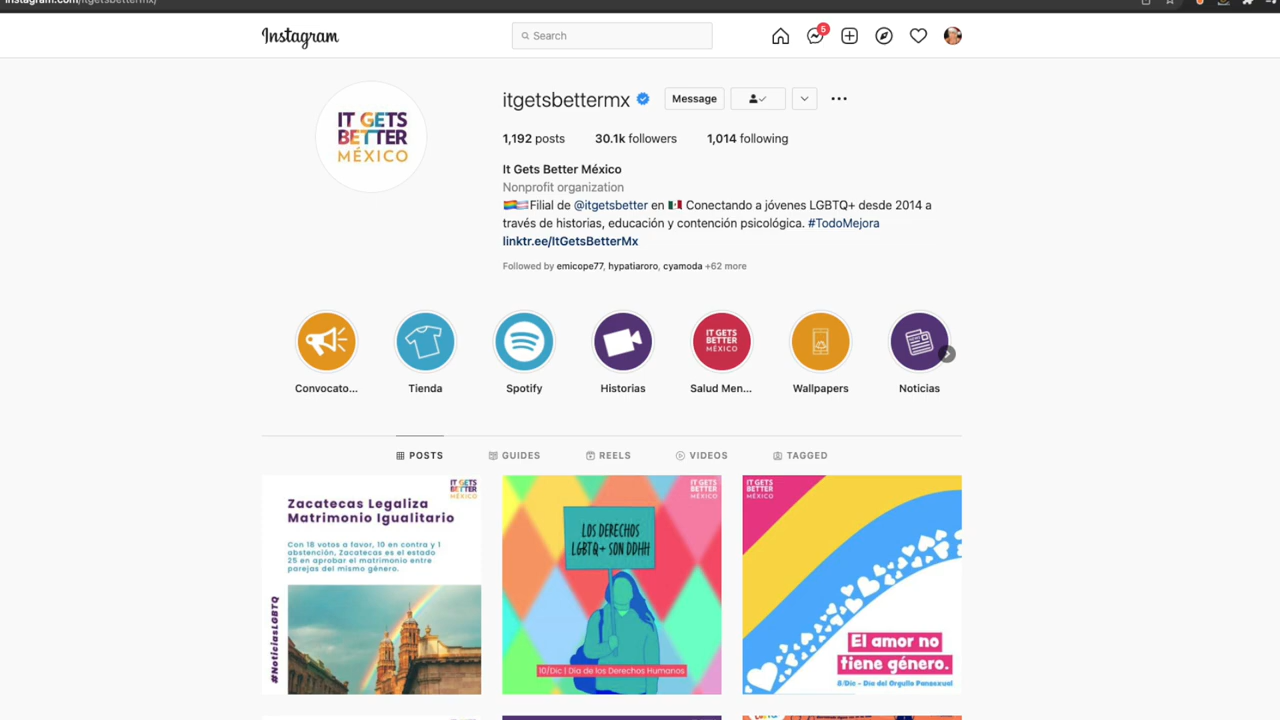 instagram.com/itgetsbettermx/
Instagram
Search
5
IT GETS
BETTER
MÉXICO
itgetsbettermx
Message
1,192 posts 30.1k followers 1,014 following
It Gets Better México
Nonprofit organization
🏳️‍🌈🏳️‍⚧️Filial de @itgetsbetter en 🇲🇽 Conectando a jóvenes LGBTQ+ desde 2014 a
través de historias, educación y contención psicológica. #TodoMejora
linktr.ee/ItGetsBetterMx
Followed by emicope77, hypatiaroro, cyamoda +62 more
IT GETS
BETTER
MÉXICO
Convocato... Tienda Spotify Historias Salud Men... Wallpapers Noticias
POSTS GUIDES REELS VIDEOS TAGGED
IT GETS
BETTER
MÉXICO
Zacatecas Legaliza
Matrimonio Igualitario
Con 18 votos a favor, 10 en contra y 1
abstención, Zacatecas es el estado
25 en aprobar el matrimonio entre
parejas del mismo género.
#NoticiasLGBTQ
IT GETS
BETTER
MÉXICO
LOS DERECHOS
LGBTQ+ SON DDHH
10/Dic | Día de los Derechos Humanos
IT GETS
BETTER
MÉXICO
El amor no
tiene género.
8/Dic - Día del Orgullo Pansexual